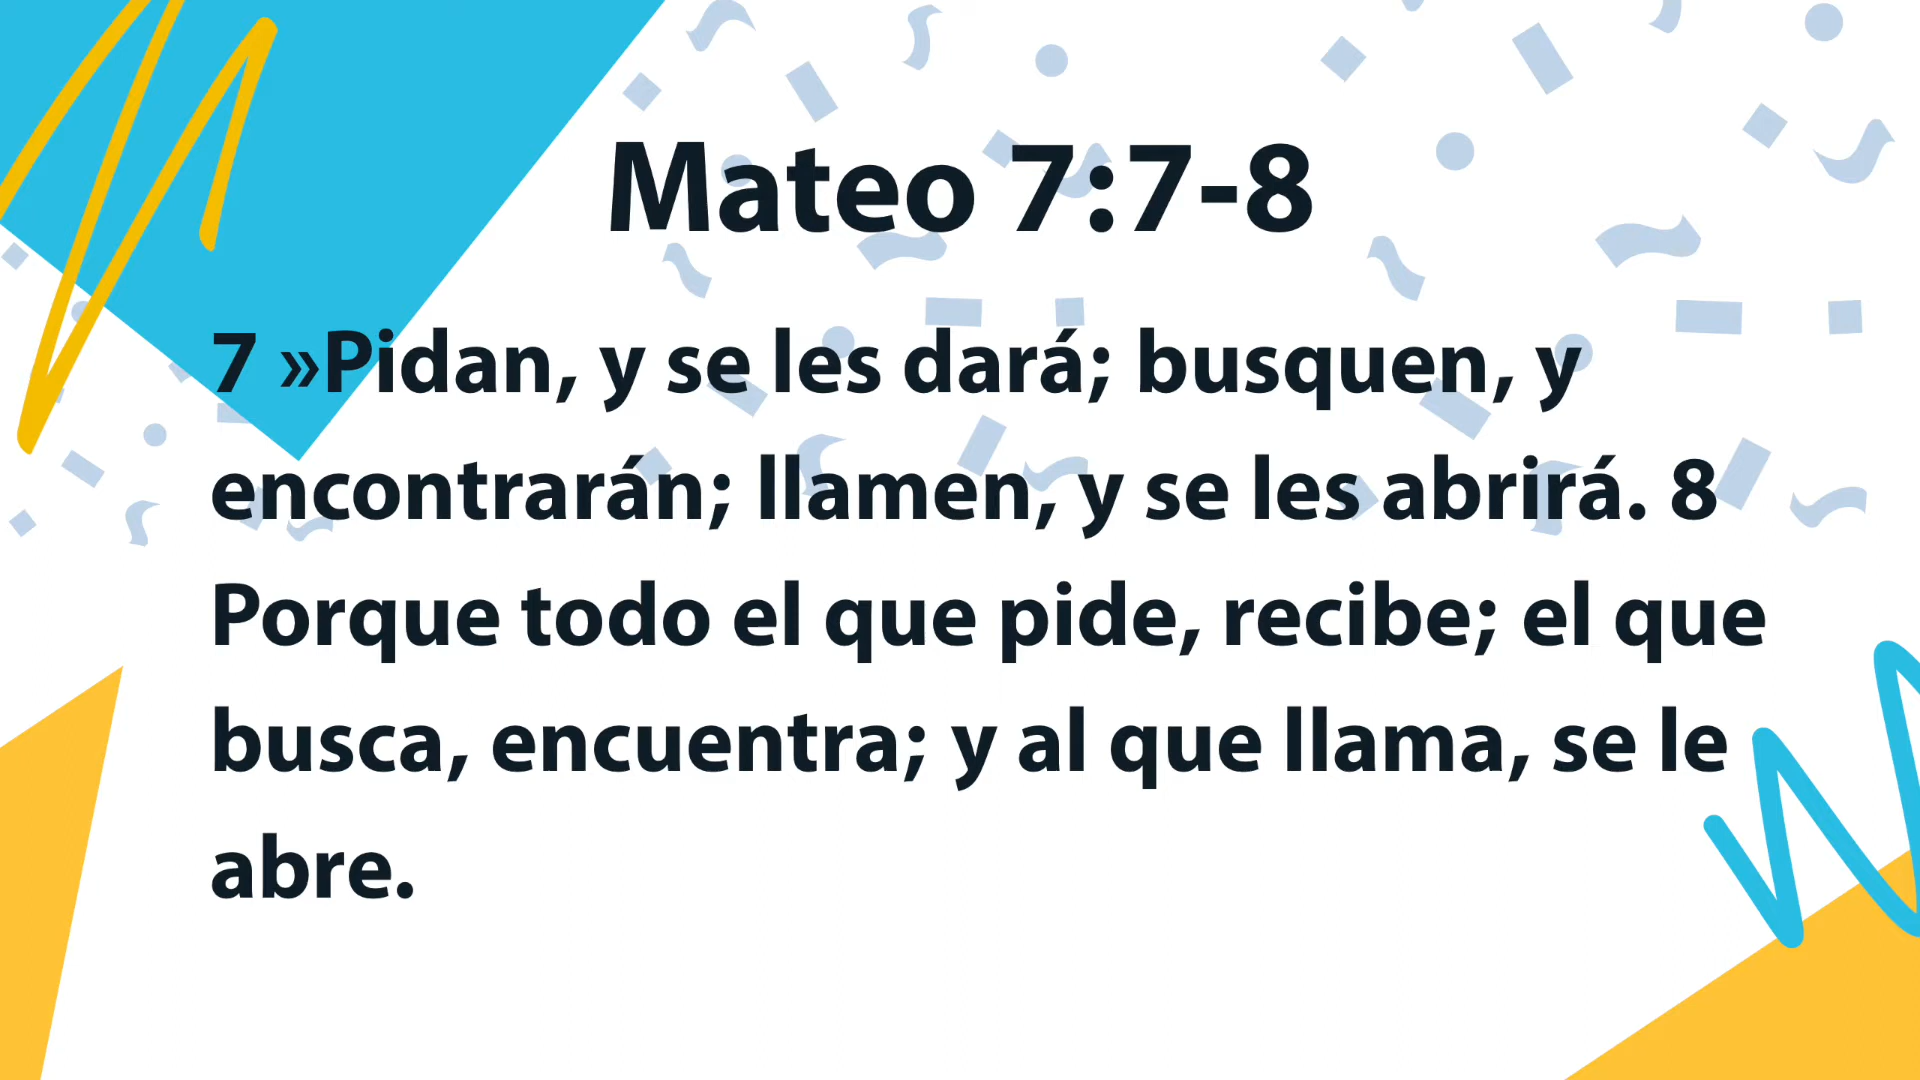 Mateo 7:7-8
7 »Pidan, y se les dará; busquen, y
encontrarán; llamen, y se les abrirá. 8
Porque todo el que pide, recibe; el que
busca, encuentra; y al que llama, se le
abre.